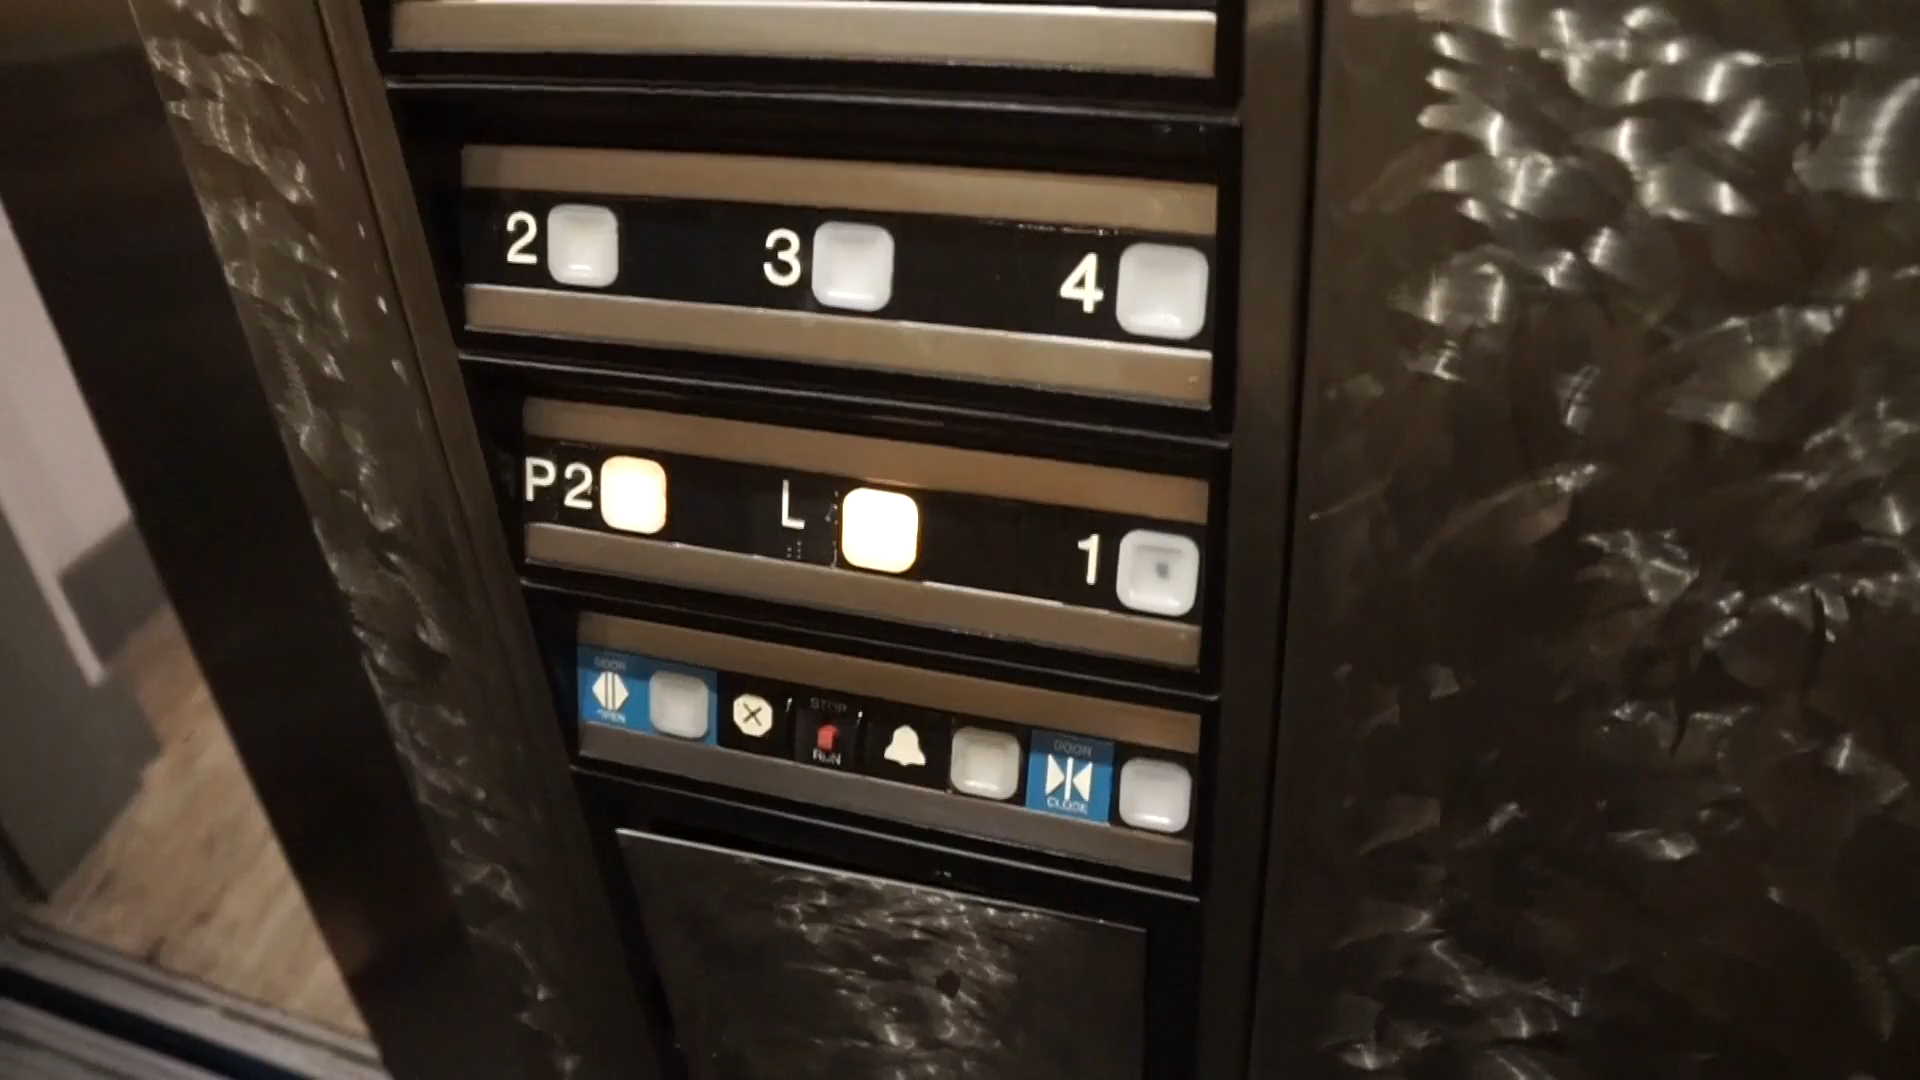 2 3 4
P2 L 1
DOOR OPEN
STOP
RUN
DOOR CLOSE